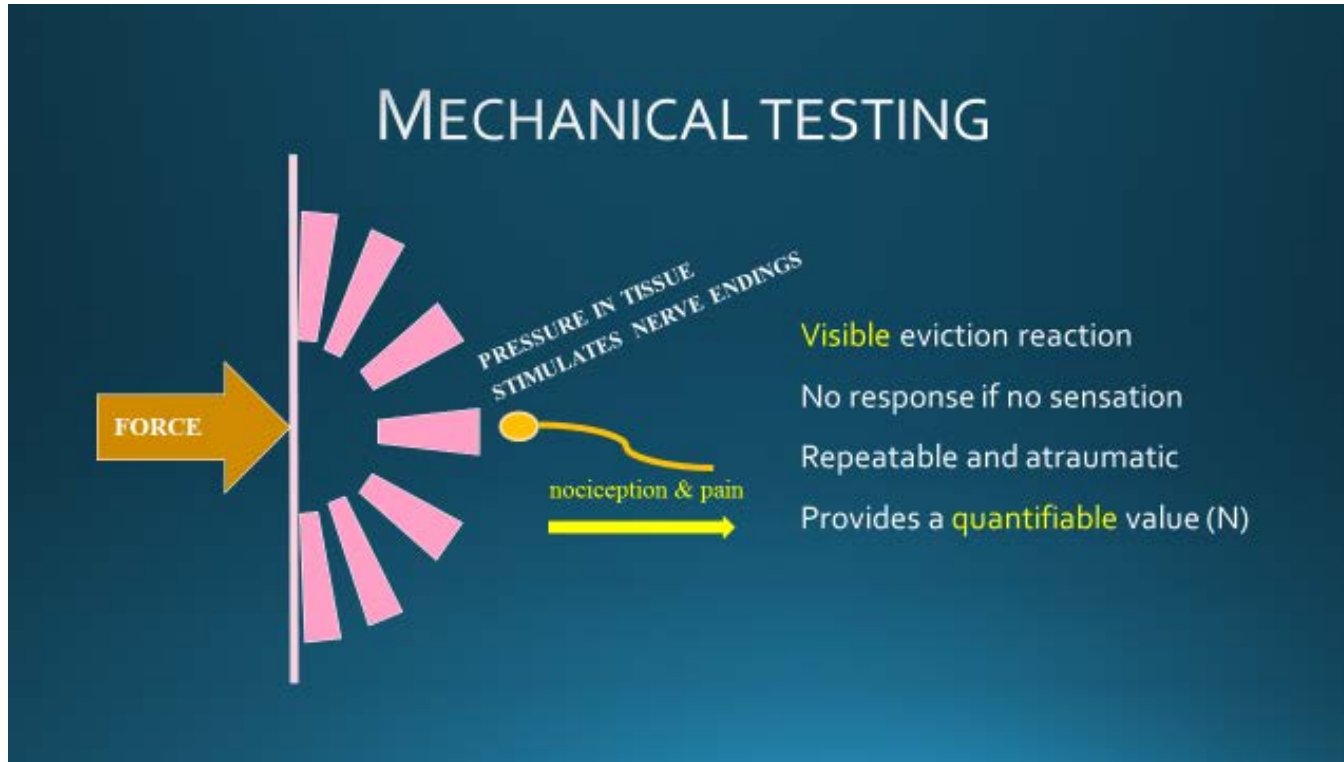 MECHANICAL TESTING
FORCE
PRESSURE IN TISSUE
STIMULATES NERVE ENDINGS
nociception & pain
Visible eviction reaction
No response if no sensation
Repeatable and atraumatic
Provides a quantifiable value (N)